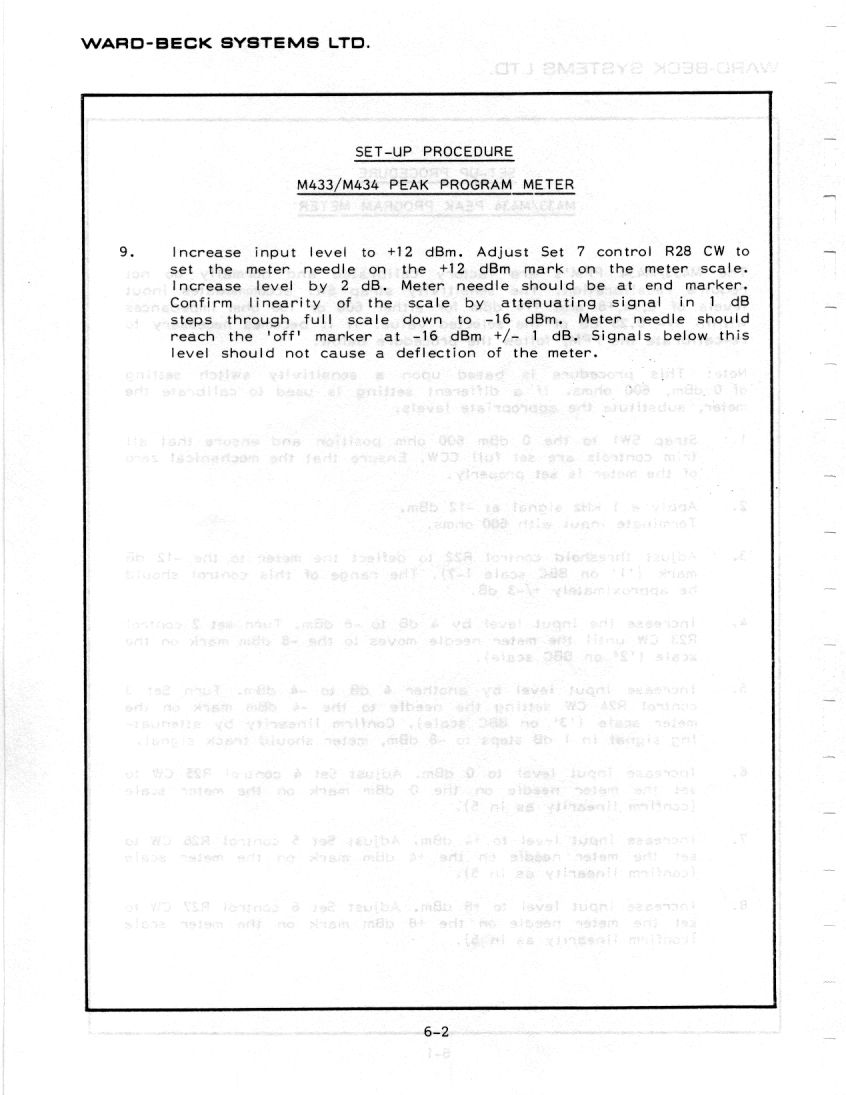 WARD-BECK SYSTEMS LTD.
SET-UP PROCEDURE
M433/M434 PEAK PROGRAM METER
9. Increase input level to +12 dBm. Adjust Set 7 control R28 CW to
set the meter needle on the +12 dBm mark on the meter scale.
Increase level by 2 dB. Meter needle should be at end marker.
Confirm linearity of the scale by attenuating signal in 1 dB
steps through full scale down to -16 dBm. Meter needle should
reach the 'off' marker at -16 dBm +/- 1 dB. Signals below this
level should not cause a deflection of the meter.
6-2